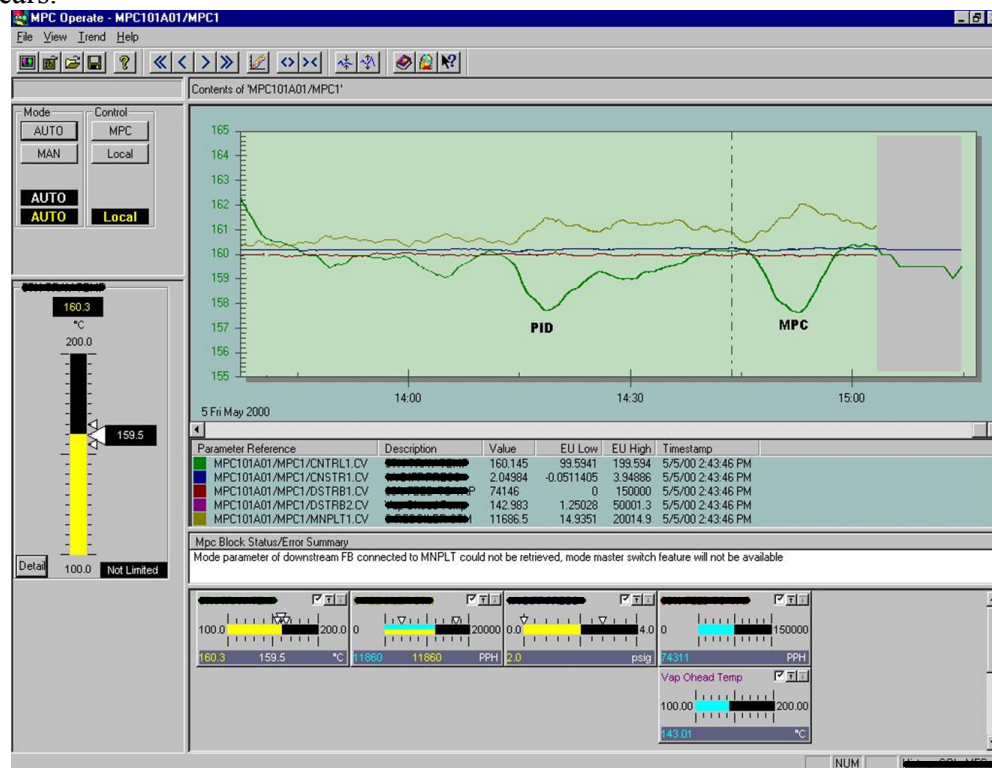 ears.
MPC Operate - MPC101A01/MPC1
File View Trend Help
Contents of 'MPC101A01/MPC1'
Mode Control
AUTO MPC
MAN Local
AUTO
AUTO Local
160.3
°C
200.0
159.5
Detail 100.0 Not Limited
165
164
163
162
161
160
159
158
157
156
155
PID MPC
14:00 14:30 15:00
5 Fri May 2000
Parameter Reference Description Value EU Low EU High Timestamp
MPC101A01/MPC1/CNTRL1.CV 160.145 99.5941 199.594 5/5/00 2:43:46 PM
MPC101A01/MPC1/CNSTR1.CV 2.04984 -0.0511405 3.94886 5/5/00 2:43:46 PM
MPC101A01/MPC1/DSTRB1.CV P 74146 0 150000 5/5/00 2:43:46 PM
MPC101A01/MPC1/DSTRB2.CV 142.983 1.25028 50001.3 5/5/00 2:43:46 PM
MPC101A01/MPC1/MNPLT1.CV 11686.5 14.9351 20014.9 5/5/00 2:43:46 PM
Mpc Block Status/Error Summary
Mode parameter of downstream FB connected to MNPLT could not be retrieved, mode master switch feature will not be available
100.0 200.0 0 20000 0.0 4.0 0 150000
160.3 159.5 °C 11860 11860 PPH 2.0 psig 74311 PPH
Vap Ohead Temp
100.00 200.00
143.01 °C
NUM